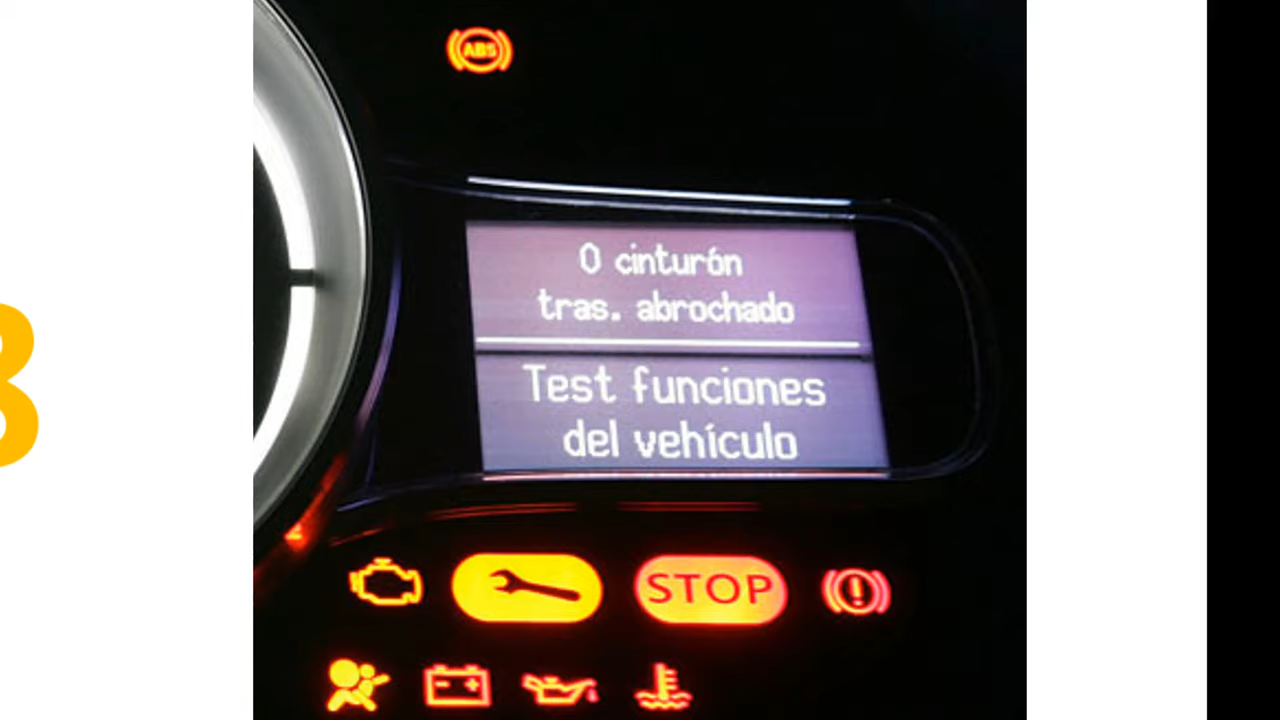 ABS
0 cinturón
tras. abrochado
Test funciones
del vehículo
STOP